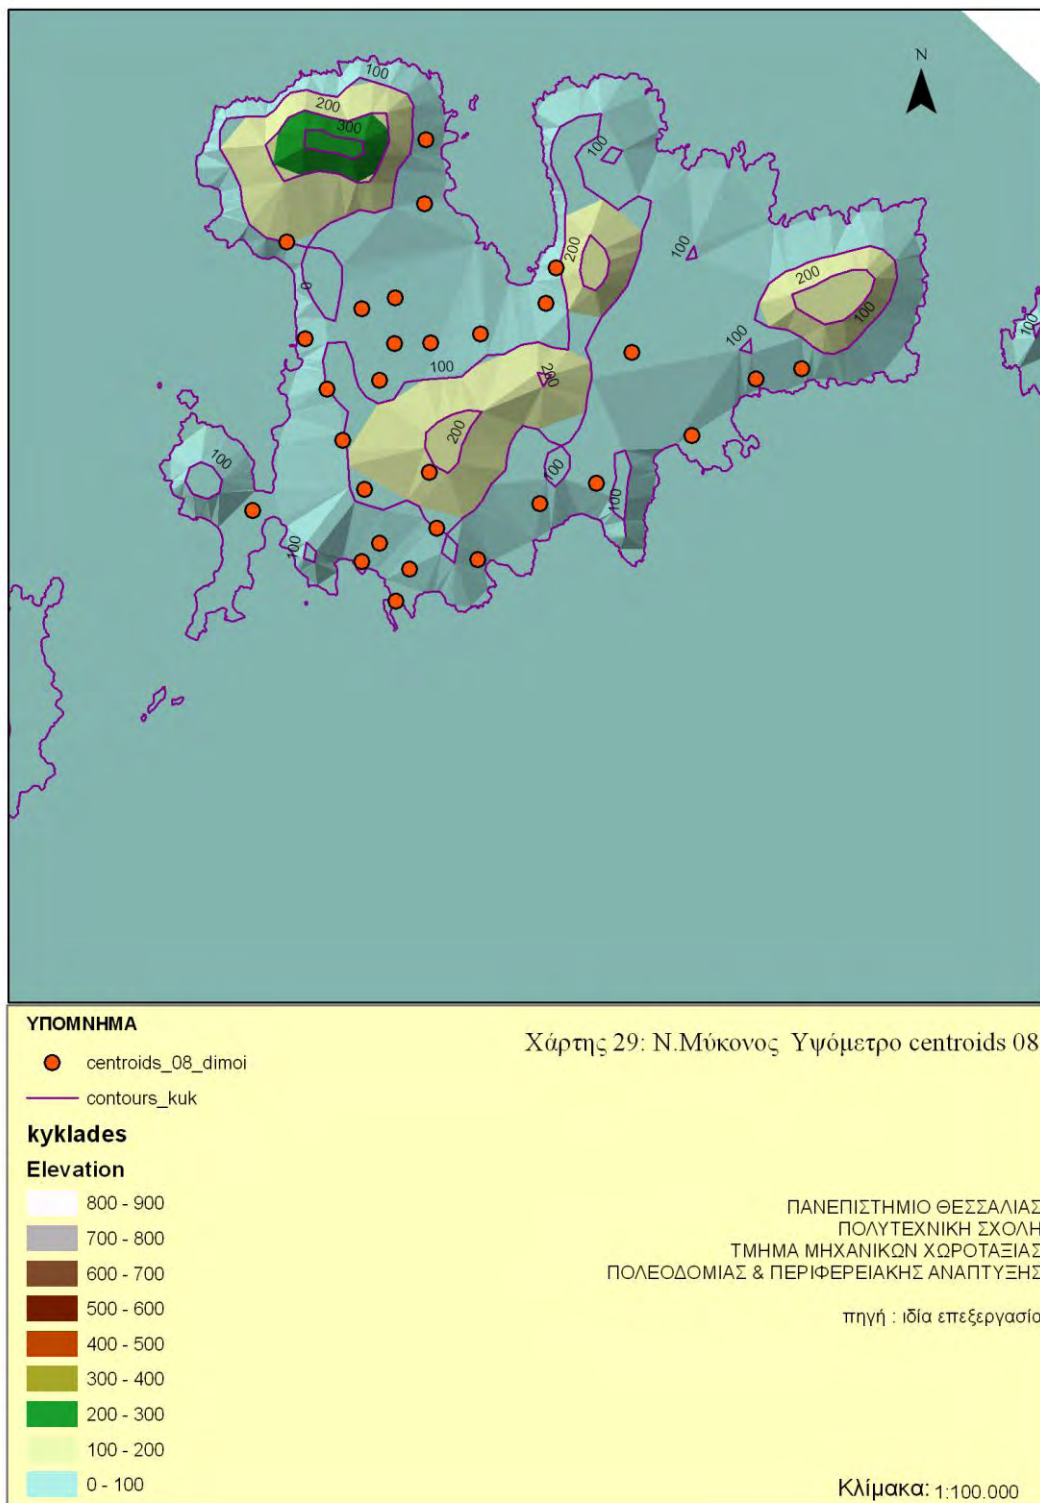 N
100
200
300
100
200
100
200
100
0
100
100
100
200
200
100
100
100
100
ΥΠΟΜΝΗΜΑ
centroids_08_dimoi
contours_kuk
kyklades
Elevation
800 - 900
700 - 800
600 - 700
500 - 600
400 - 500
300 - 400
200 - 300
100 - 200
0 - 100
Χάρτης 29: Ν.Μύκονος Υψόμετρο centroids 08
ΠΑΝΕΠΙΣΤΗΜΙΟ ΘΕΣΣΑΛΙΑΣ
ΠΟΛΥΤΕΧΝΙΚΗ ΣΧΟΛΗ
ΤΜΗΜΑ ΜΗΧΑΝΙΚΩΝ ΧΩΡΟΤΑΞΙΑΣ
ΠΟΛΕΟΔΟΜΙΑΣ & ΠΕΡΙΦΕΡΕΙΑΚΗΣ ΑΝΑΠΤΥΞΗΣ
πηγή : ιδία επεξεργασία
Κλίμακα: 1:100.000